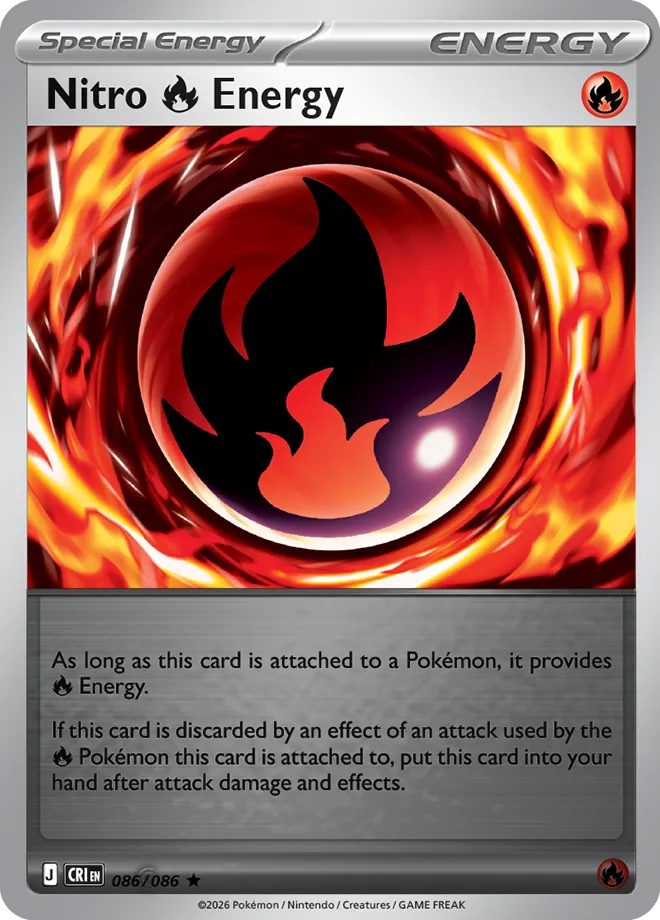 Special Energy
ENERGY
Nitro Energy
As long as this card is attached to a Pokémon, it provides
Energy.
If this card is discarded by an effect of an attack used by the
Pokémon this card is attached to, put this card into your
hand after attack damage and effects.
J CRI EN 086/086 ★
©2026 Pokémon / Nintendo / Creatures / GAME FREAK